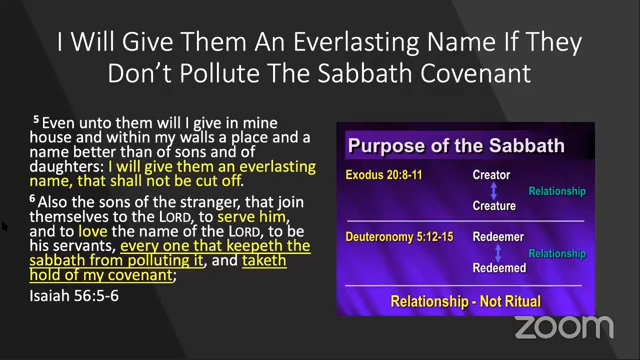 I Will Give Them An Everlasting Name If They
Don't Pollute The Sabbath Covenant
5 Even unto them will I give in mine
house and within my walls a place and a
name better than of sons and of
daughters: I will give them an everlasting
name, that shall not be cut off.
6 Also the sons of the stranger, that join
themselves to the LORD, to serve him,
and to love the name of the LORD, to be
his servants, every one that keepeth the
sabbath from polluting it, and taketh
hold of my covenant;
Isaiah 56:5-6
Purpose of the Sabbath
Exodus 20:8-11 Creator
Relationship
Creature
Deuteronomy 5:12-15 Redeemer
Relationship
Redeemed
Relationship - Not Ritual
zoom